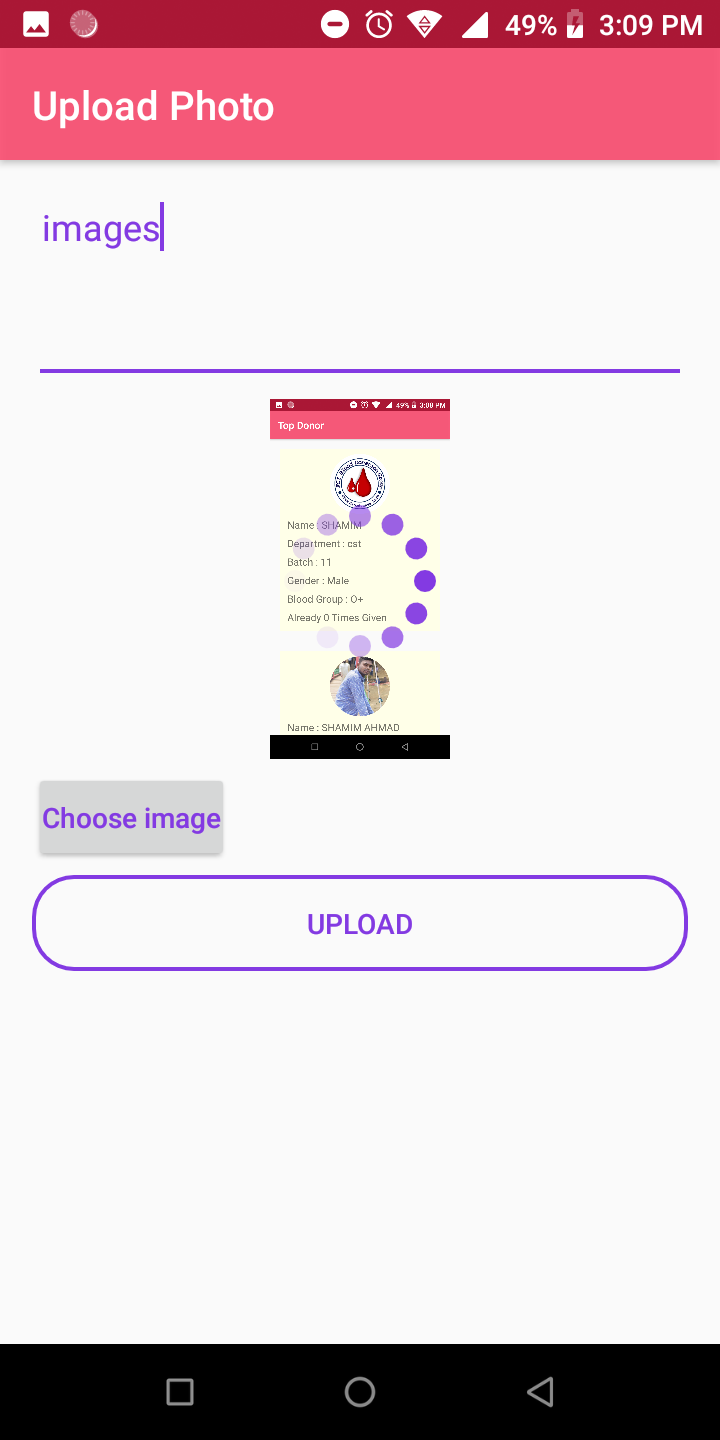 49% 3:09 PM
Upload Photo
images
49% 3:09 PM
Top Donor
Name : SHAMIM
Department : cst
Batch : 11
Gender : Male
Blood Group : O+
Already 0 Times Given
Name : SHAMIM AHMAD
Choose image
UPLOAD